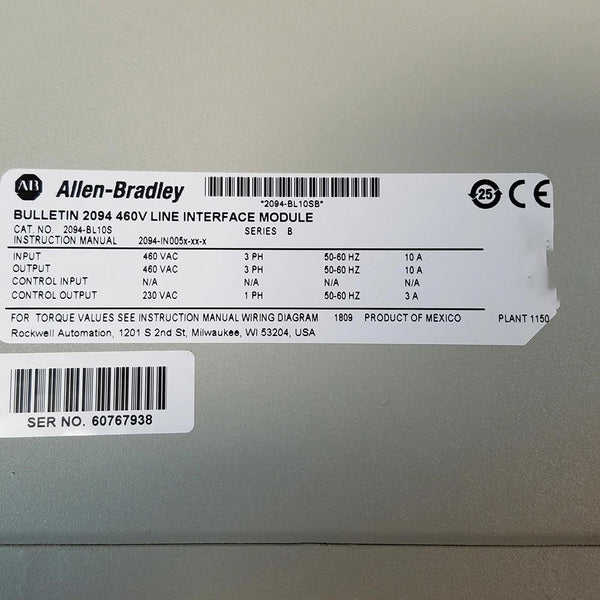 AB Allen-Bradley
*2094-BL10SB*
25 CE
BULLETIN 2094 460V LINE INTERFACE MODULE
CAT. NO. 2094-BL10S SERIES B
INSTRUCTION MANUAL 2094-IN005x-xx-x
INPUT 460 VAC 3 PH 50-60 HZ 10 A
OUTPUT 460 VAC 3 PH 50-60 HZ 10 A
CONTROL INPUT N/A N/A N/A N/A
CONTROL OUTPUT 230 VAC 1 PH 50-60 HZ 3 A
FOR TORQUE VALUES SEE INSTRUCTION MANUAL WIRING DIAGRAM 1809 PRODUCT OF MEXICO PLANT 1150
Rockwell Automation, 1201 S 2nd St, Milwaukee, WI 53204, USA
SER NO. 60767938